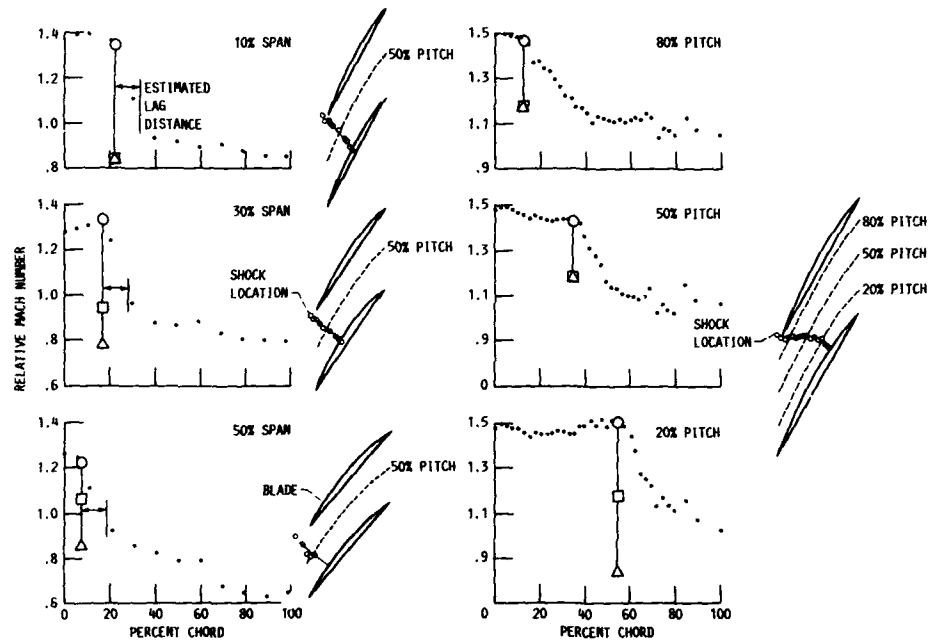 RELATIVE MACH NUMBER
1.4
1.2
1.0
.8
10% SPAN
ESTIMATED
LAG
DISTANCE
50% PITCH
1.4
1.2
1.0
.8
.6
30% SPAN
50% PITCH
SHOCK
LOCATION
1.4
1.2
1.0
.8
.6
50% SPAN
BLADE
50% PITCH
0
20
40
60
80
100
PERCENT CHORD
1.5
1.3
1.1
.9
80% PITCH
1.5
1.3
1.1
.9
0
50% PITCH
80% PITCH
50% PITCH
20% PITCH
SHOCK
LOCATION
1.5
1.3
1.1
.9
20% PITCH
0
20
40
60
80
100
PERCENT CHORD